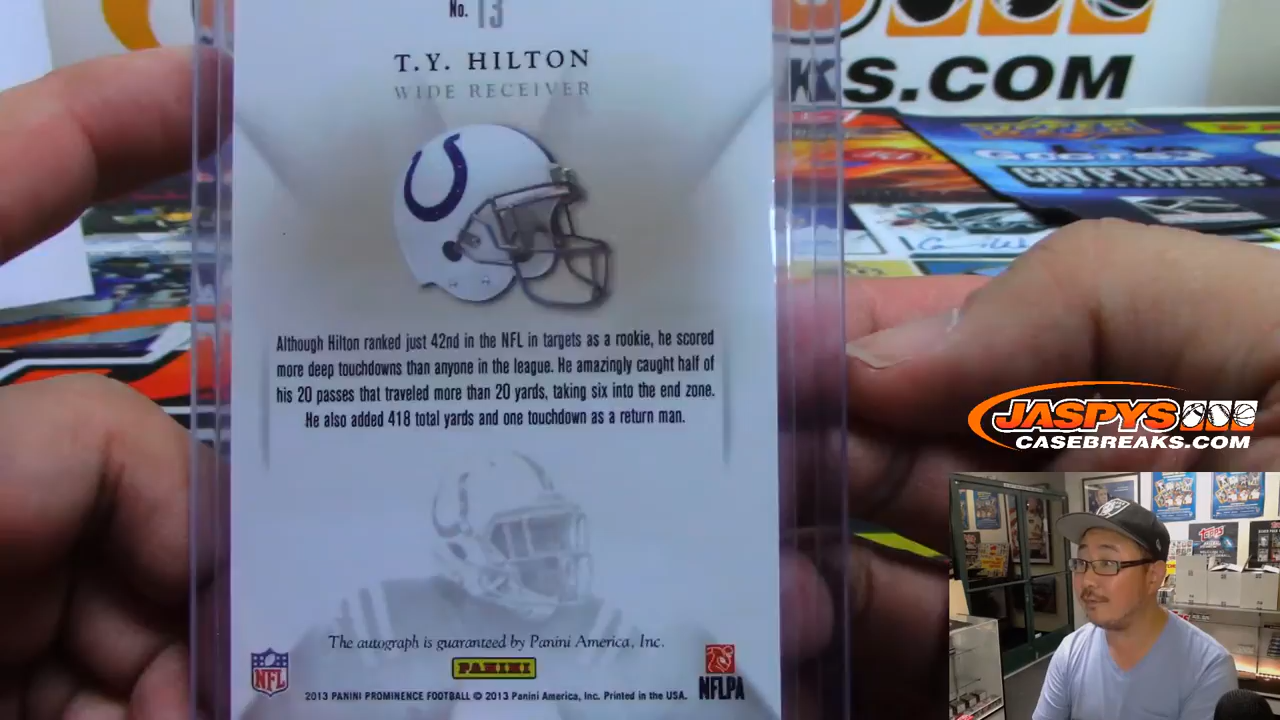 No. 13
T.Y. HILTON
WIDE RECEIVER
Although Hilton ranked just 42nd in the NFL in targets as a rookie, he scored
more deep touchdowns than anyone in the league. He amazingly caught half of
his 20 passes that traveled more than 20 yards, taking six into the end zone.
He also added 418 total yards and one touchdown as a return man.
The autograph is guaranteed by Panini America, Inc.
PANINI
NFL
NFLPA
2013 PANINI PROMINENCE FOOTBALL © 2013 Panini America, Inc. Printed in the USA.
KS.COM
CRYPTOZOIC
JASPYS
CASEBREAKS.COM
TOPPS